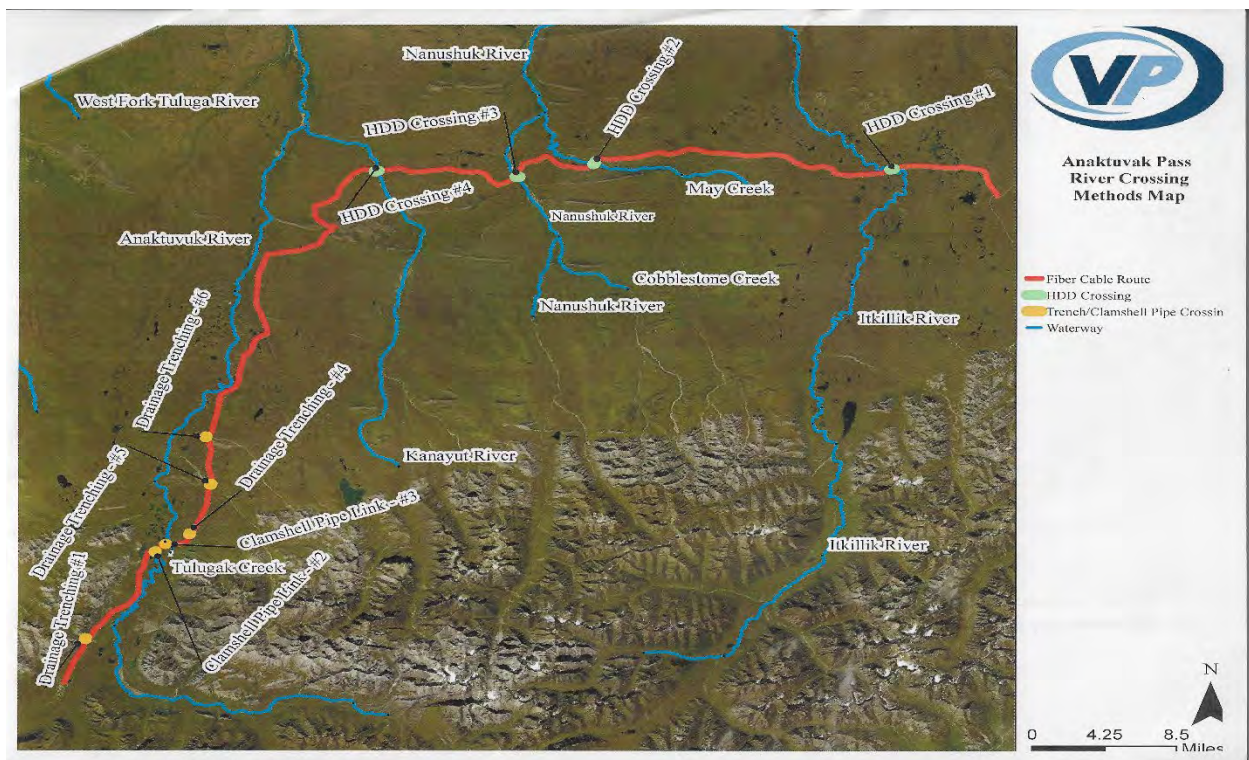 Nanushuk River
HDD Crossing #2
West Fork Tuluga River
HDD Crossing #3
HDD Crossing #1
HDD Crossing #4
May Creek
Nanushuk River
Anaktuvuk River
Cobblestone Creek
Nanushuk River
Itkillik River
Drainage Trenching - #6
Drainage Trenching - #4
Kanayut River
Drainage Trenching - #5
Clamshell Pipe Link - #3
Itkillik River
Tulugak Creek
Drainage Trenching #1
Clamshell Pipe Link - #2
VP
Anaktuvak Pass
River Crossing
Methods Map
Fiber Cable Route
HDD Crossing
Trench/Clamshell Pipe Crossin
Waterway
N
0 4.25 8.5
Miles